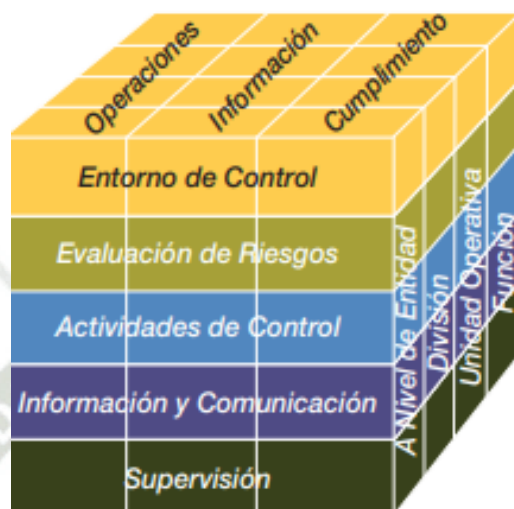 Operaciones
Información
Cumplimiento
Entorno de Control
Evaluación de Riesgos
Actividades de Control
Información y Comunicación
Supervisión
A Nivel de Entidad
División
Unidad Operativa
Función